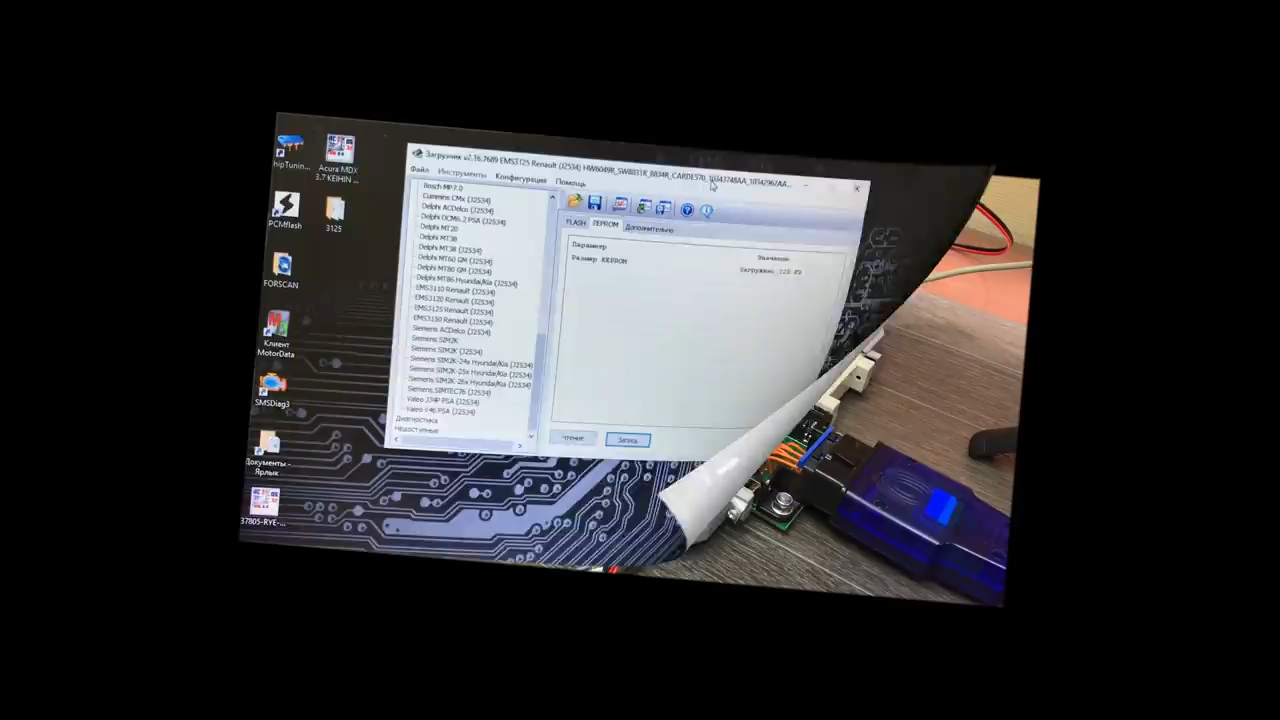 Загрузчик v2.16.7689 EMS3125 Renault (J2534) HW6049R_SW8831R_8834R_CARDE570_10343748AA_10342962AA...
Файл Инструменты Конфигурация Помощь
Bosch MP7.0
Cummins CMx (J2534)
Delphi ACDelco (J2534)
Delphi DCM6.2 PSA (J2534)
Delphi MT20
Delphi MT38
Delphi MT38 (J2534)
Delphi MT60 GM (J2534)
Delphi MT80 GM (J2534)
Delphi MT86 Hyundai/Kia (J2534)
EMS3110 Renault (J2534)
EMS3120 Renault (J2534)
EMS3125 Renault (J2534)
EMS3150 Renault (J2534)
Siemens ACDelco (J2534)
Siemens SIM2K
Siemens SIM2K (J2534)
Siemens SIM2K-24x Hyundai/Kia (J2534)
Siemens SIM2K-25x Hyundai/Kia (J2534)
Siemens SIM2K-26x Hyundai/Kia (J2534)
Siemens SIMTEC76 (J2534)
Valeo J34P PSA (J2534)
Valeo V46 PSA (J2534)
Диагностика
Недоступные
FLASH EEPROM Дополнительно
Параметр Значение
Размер EEPROM Загружено
Чтение Запись
hipTunin...
Acura MDX
3.7 KEIHIN ...
PCMflash
3125
FORSCAN
Клиент
MotorData
SMSDiag3
Документы -
Ярлык
37805-RYE-...